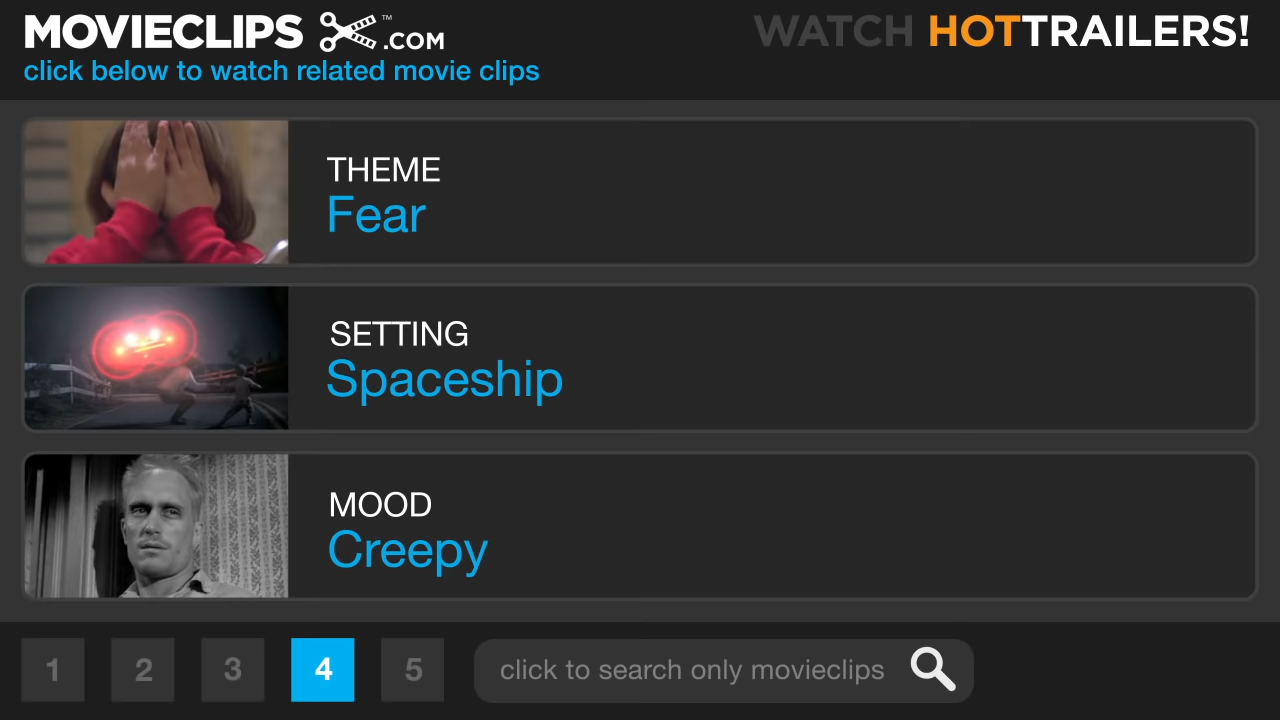 MOVIECLIPS ™ .COM
WATCH HOTTRAILERS!
click below to watch related movie clips
THEME
Fear
SETTING
Spaceship
MOOD
Creepy
1 2 3 4 5 click to search only movieclips